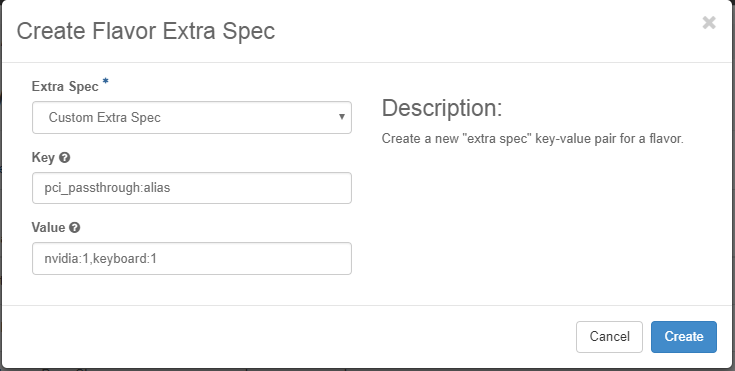 Create Flavor Extra Spec
×
Extra Spec *
Custom Extra Spec
Key
pci_passthrough:alias
Value
nvidia:1,keyboard:1
Description:
Create a new "extra spec" key-value pair for a flavor.
Cancel
Create